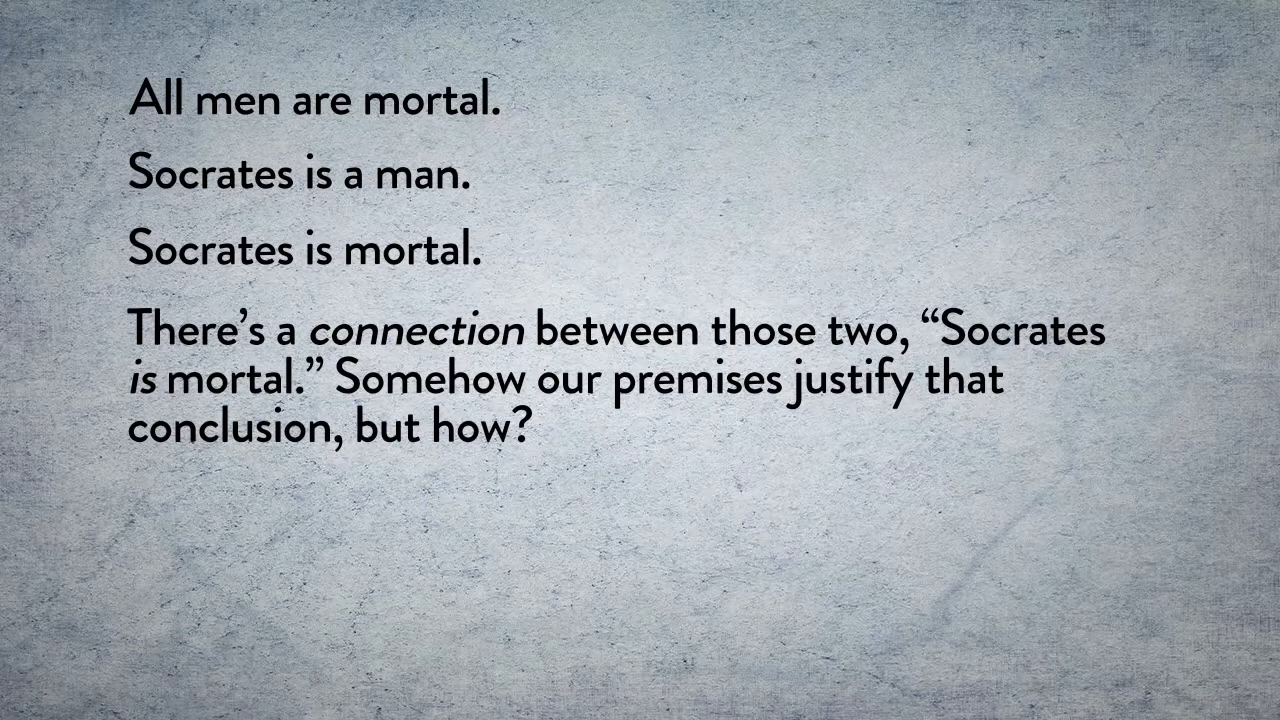 All men are mortal.
Socrates is a man.
Socrates is mortal.
There’s a connection between those two, “Socrates
is mortal.” Somehow our premises justify that
conclusion, but how?